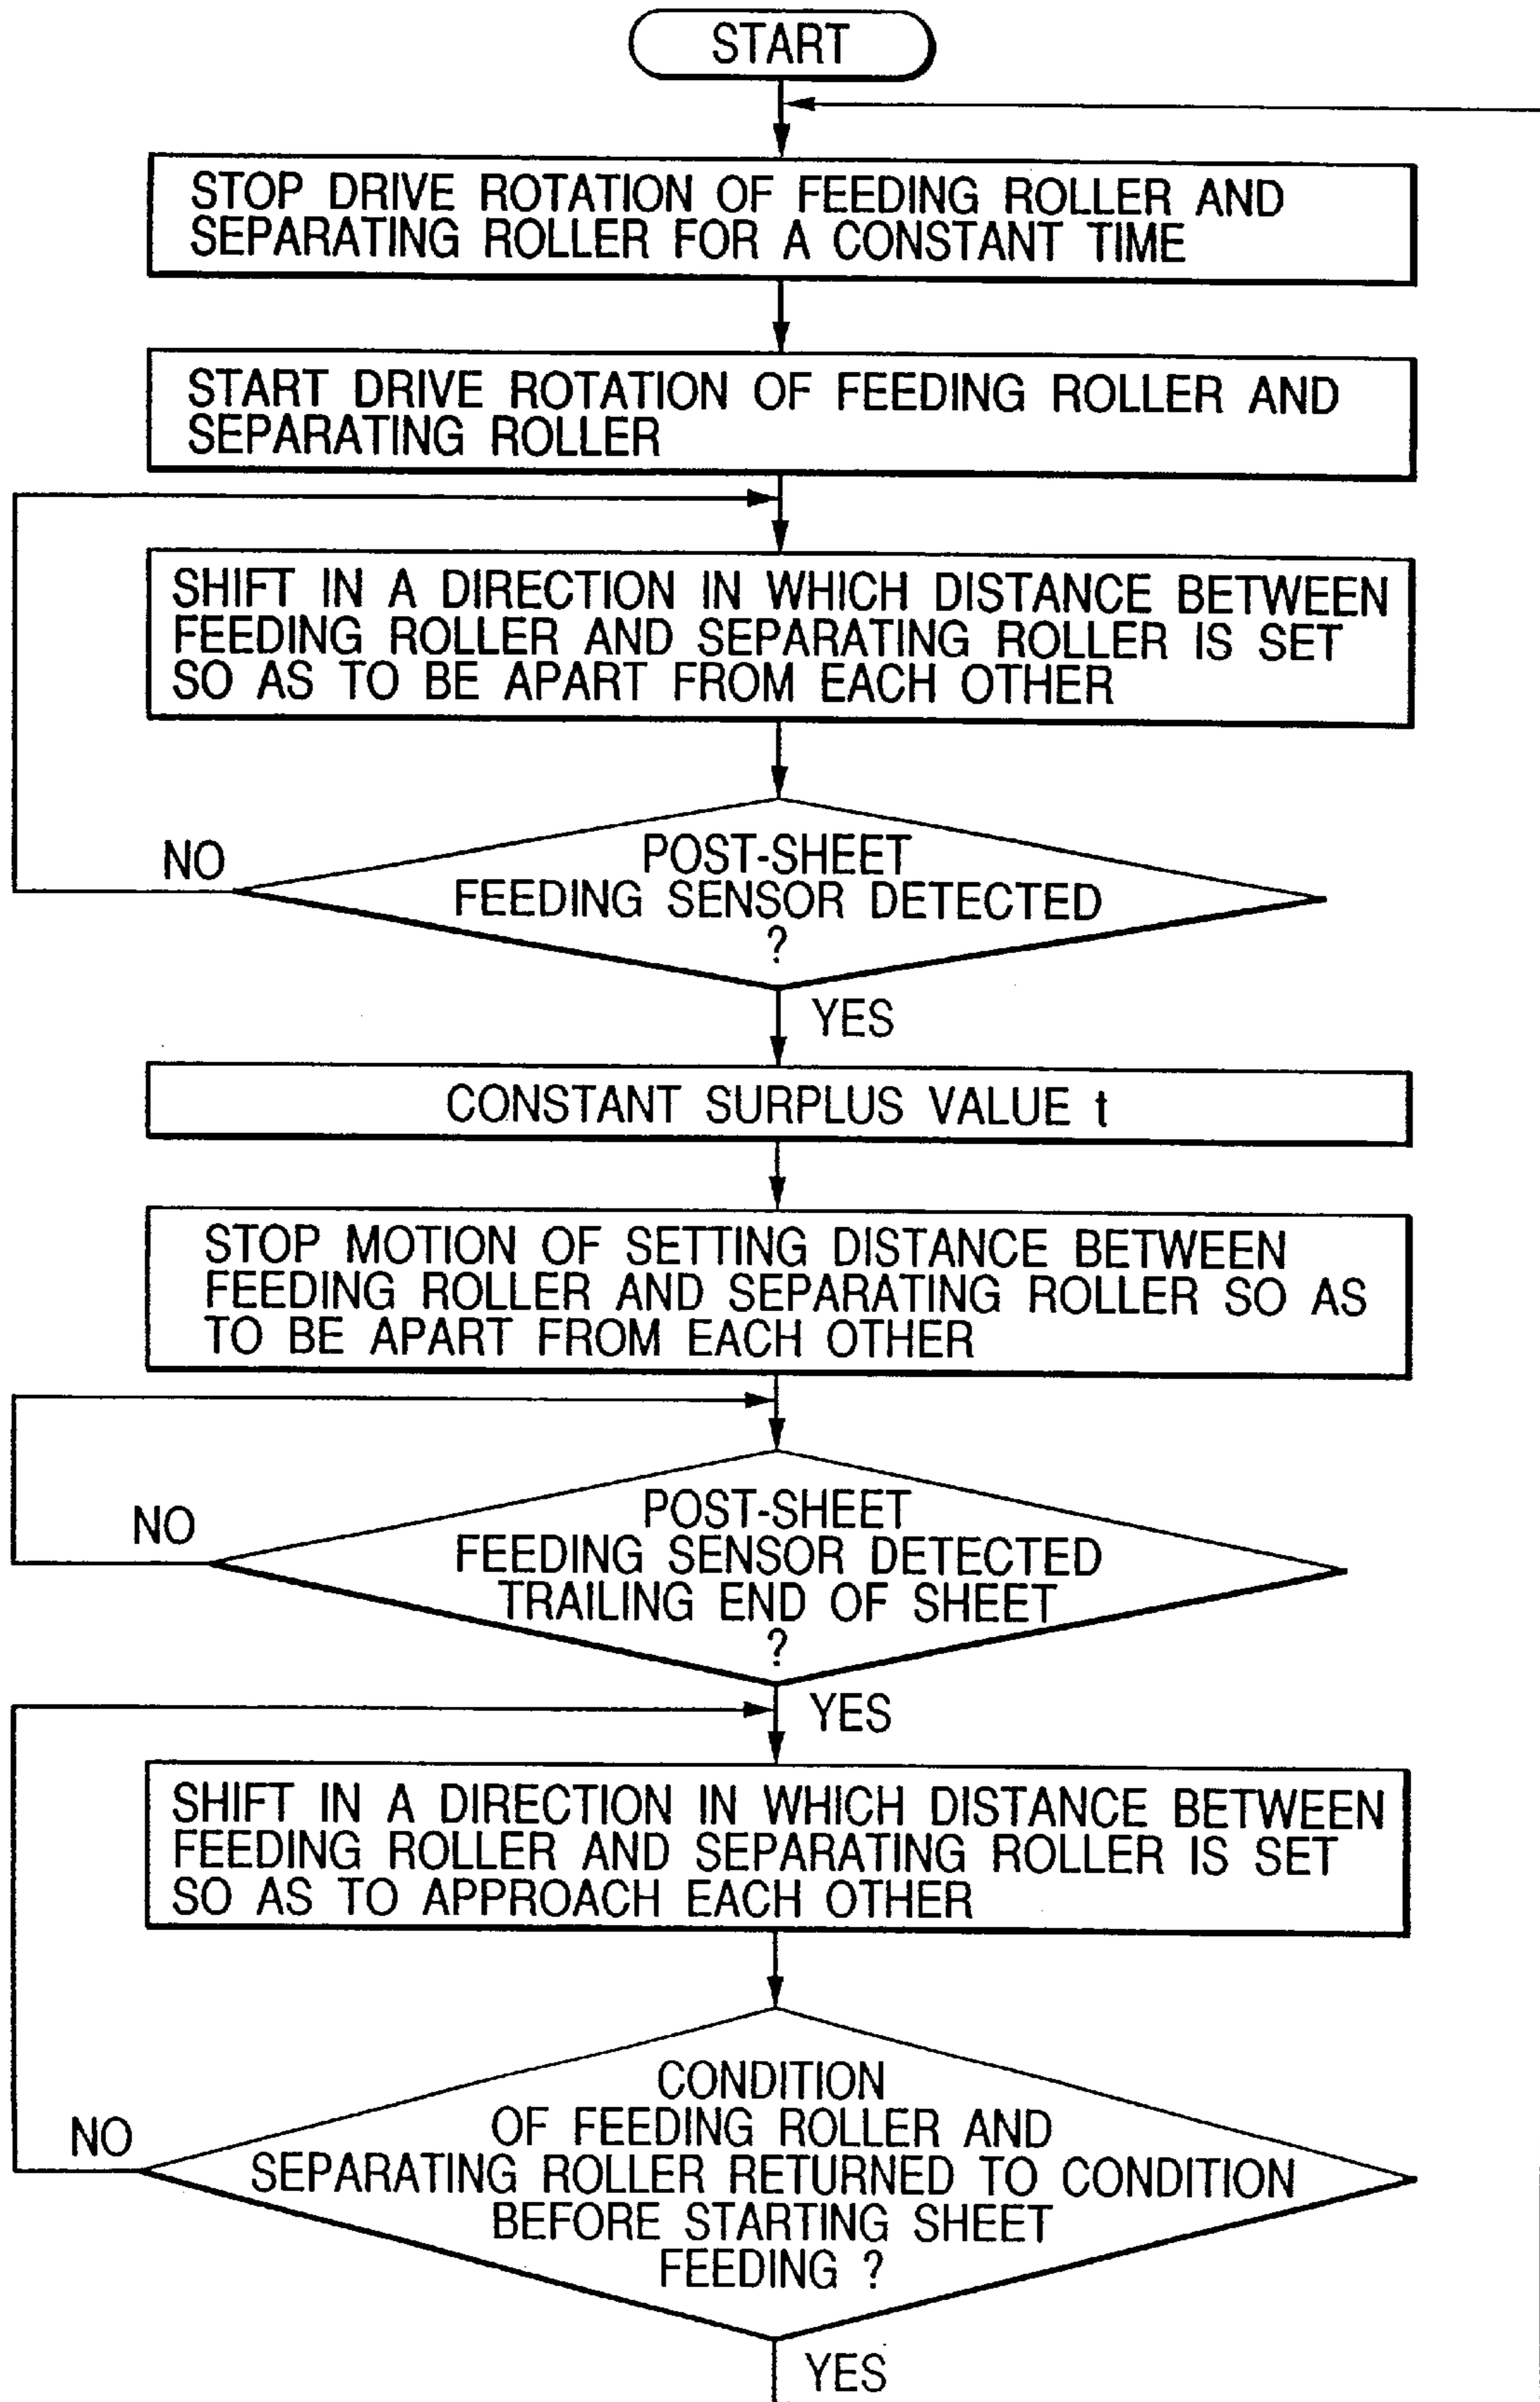 START
STOP DRIVE ROTATION OF FEEDING ROLLER AND
SEPARATING ROLLER FOR A CONSTANT TIME
START DRIVE ROTATION OF FEEDING ROLLER AND
SEPARATING ROLLER
SHIFT IN A DIRECTION IN WHICH DISTANCE BETWEEN
FEEDING ROLLER AND SEPARATING ROLLER IS SET
SO AS TO BE APART FROM EACH OTHER
NO
POST-SHEET
FEEDING SENSOR DETECTED
?
YES
CONSTANT SURPLUS VALUE t
STOP MOTION OF SETTING DISTANCE BETWEEN
FEEDING ROLLER AND SEPARATING ROLLER SO AS
TO BE APART FROM EACH OTHER
NO
POST-SHEET
FEEDING SENSOR DETECTED
TRAILING END OF SHEET
?
YES
SHIFT IN A DIRECTION IN WHICH DISTANCE BETWEEN
FEEDING ROLLER AND SEPARATING ROLLER IS SET
SO AS TO APPROACH EACH OTHER
NO
CONDITION
OF FEEDING ROLLER AND
SEPARATING ROLLER RETURNED TO CONDITION
BEFORE STARTING SHEET
FEEDING ?
YES